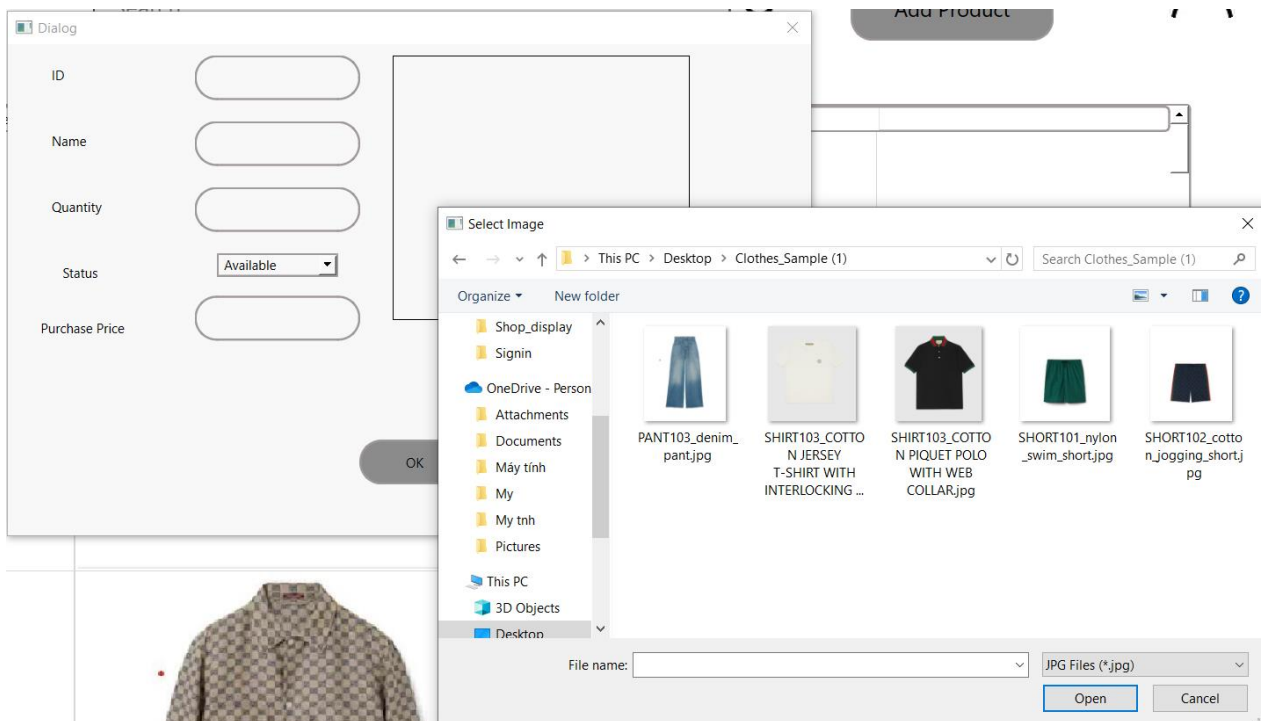 Search
Add Product
Dialog
ID
Name
Quantity
Status
Available
Purchase Price
OK
Select Image
This PC > Desktop > Clothes_Sample (1)
Search Clothes_Sample (1)
Organize
New folder
Shop_display
Signin
OneDrive - Person
Attachments
Documents
Máy tính
My
My tnh
Pictures
This PC
3D Objects
Desktop
PANT103_denim_
pant.jpg
SHIRT103_COTTO
N JERSEY
T-SHIRT WITH
INTERLOCKING ...
SHIRT103_COTTO
N PIQUET POLO
WITH WEB
COLLAR.jpg
SHORT101_nylon
_swim_short.jpg
SHORT102_cotto
n_jogging_short.j
pg
File name:
JPG Files (*.jpg)
Open
Cancel